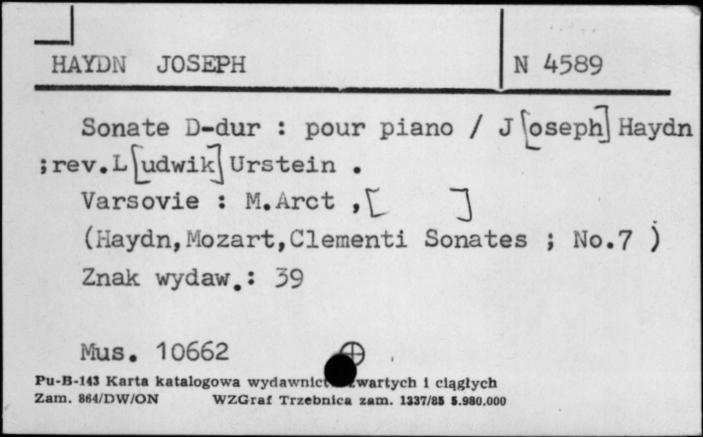 HAYDN JOSEPH
N 4589
Sonate D-dur : pour piano / J[oseph] Haydn
;rev.L[udwik] Urstein .
Varsovie : M.Arct ,[ ]
(Haydn,Mozart,Clementi Sonates ; No.7 )
Znak wydaw.: 39
Mus. 10662
Pu-B-143 Karta katalogowa wydawnict wartych i ciągłych
Zam. 864/DW/ON WZGraf Trzebnica zam. 1337/85 5.980.000